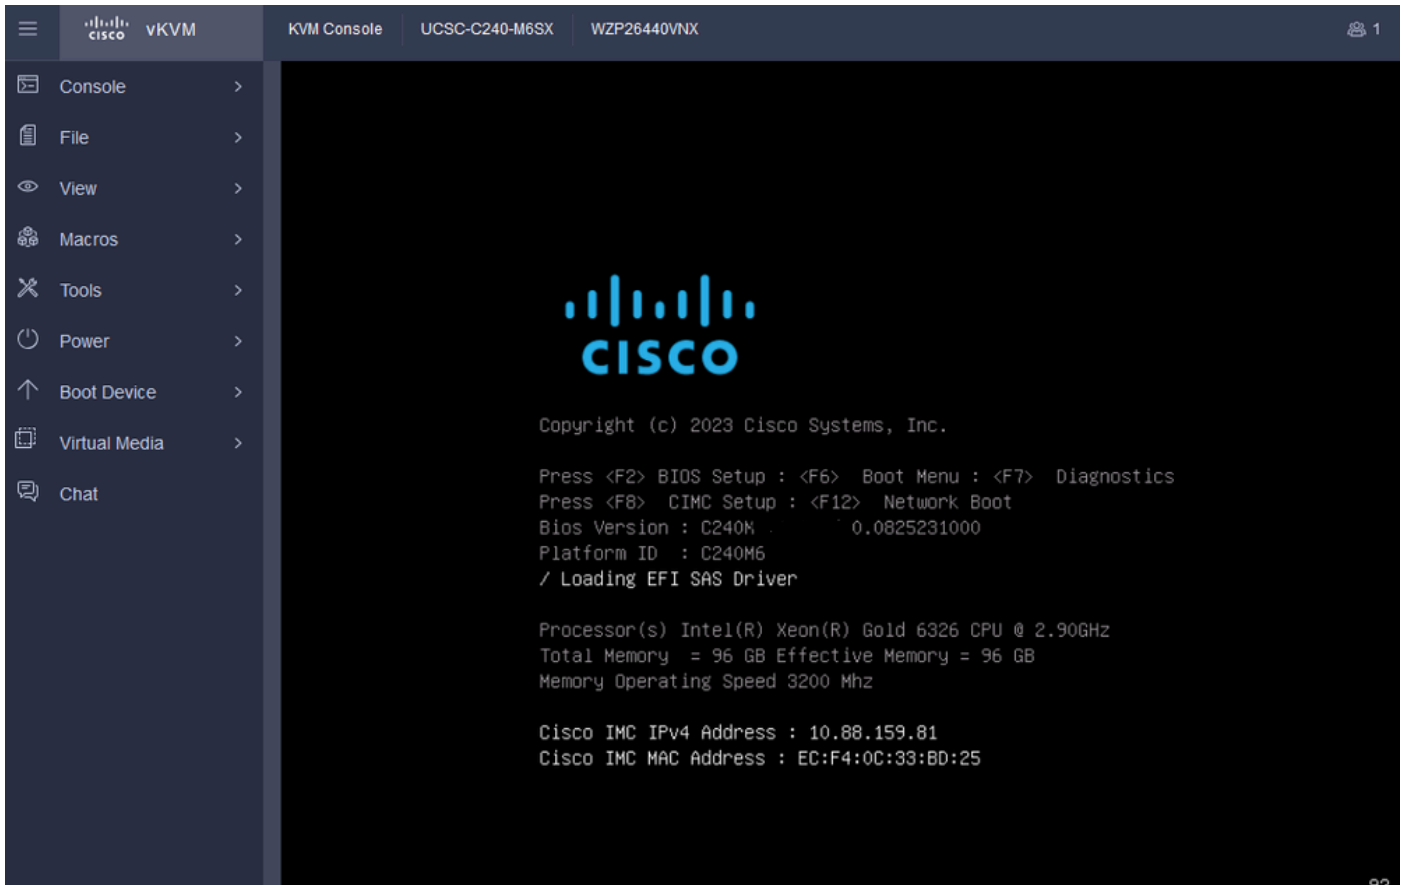 cisco vKVM KVM Console UCSC-C240-M6SX WZP26440VNX 1
Console
File
View
Macros
Tools
Power
Boot Device
Virtual Media
Chat
CISCO
Copyright (c) 2023 Cisco Systems, Inc.
Press <F2> BIOS Setup : <F6> Boot Menu : <F7> Diagnostics
Press <F8> CIMC Setup : <F12> Network Boot
Bios Version : 0.0825231000
Platform ID : C240M6
/ Loading EFI SAS Driver
Processor(s) Intel(R) Xeon(R) Gold 6326 CPU @ 2.90GHz
Total Memory = 96 GB Effective Memory = 96 GB
Memory Operating Speed 3200 Mhz
Cisco IMC IPv4 Address : 10.88.159.81
Cisco IMC MAC Address : EC:F4:0C:33:BD:25